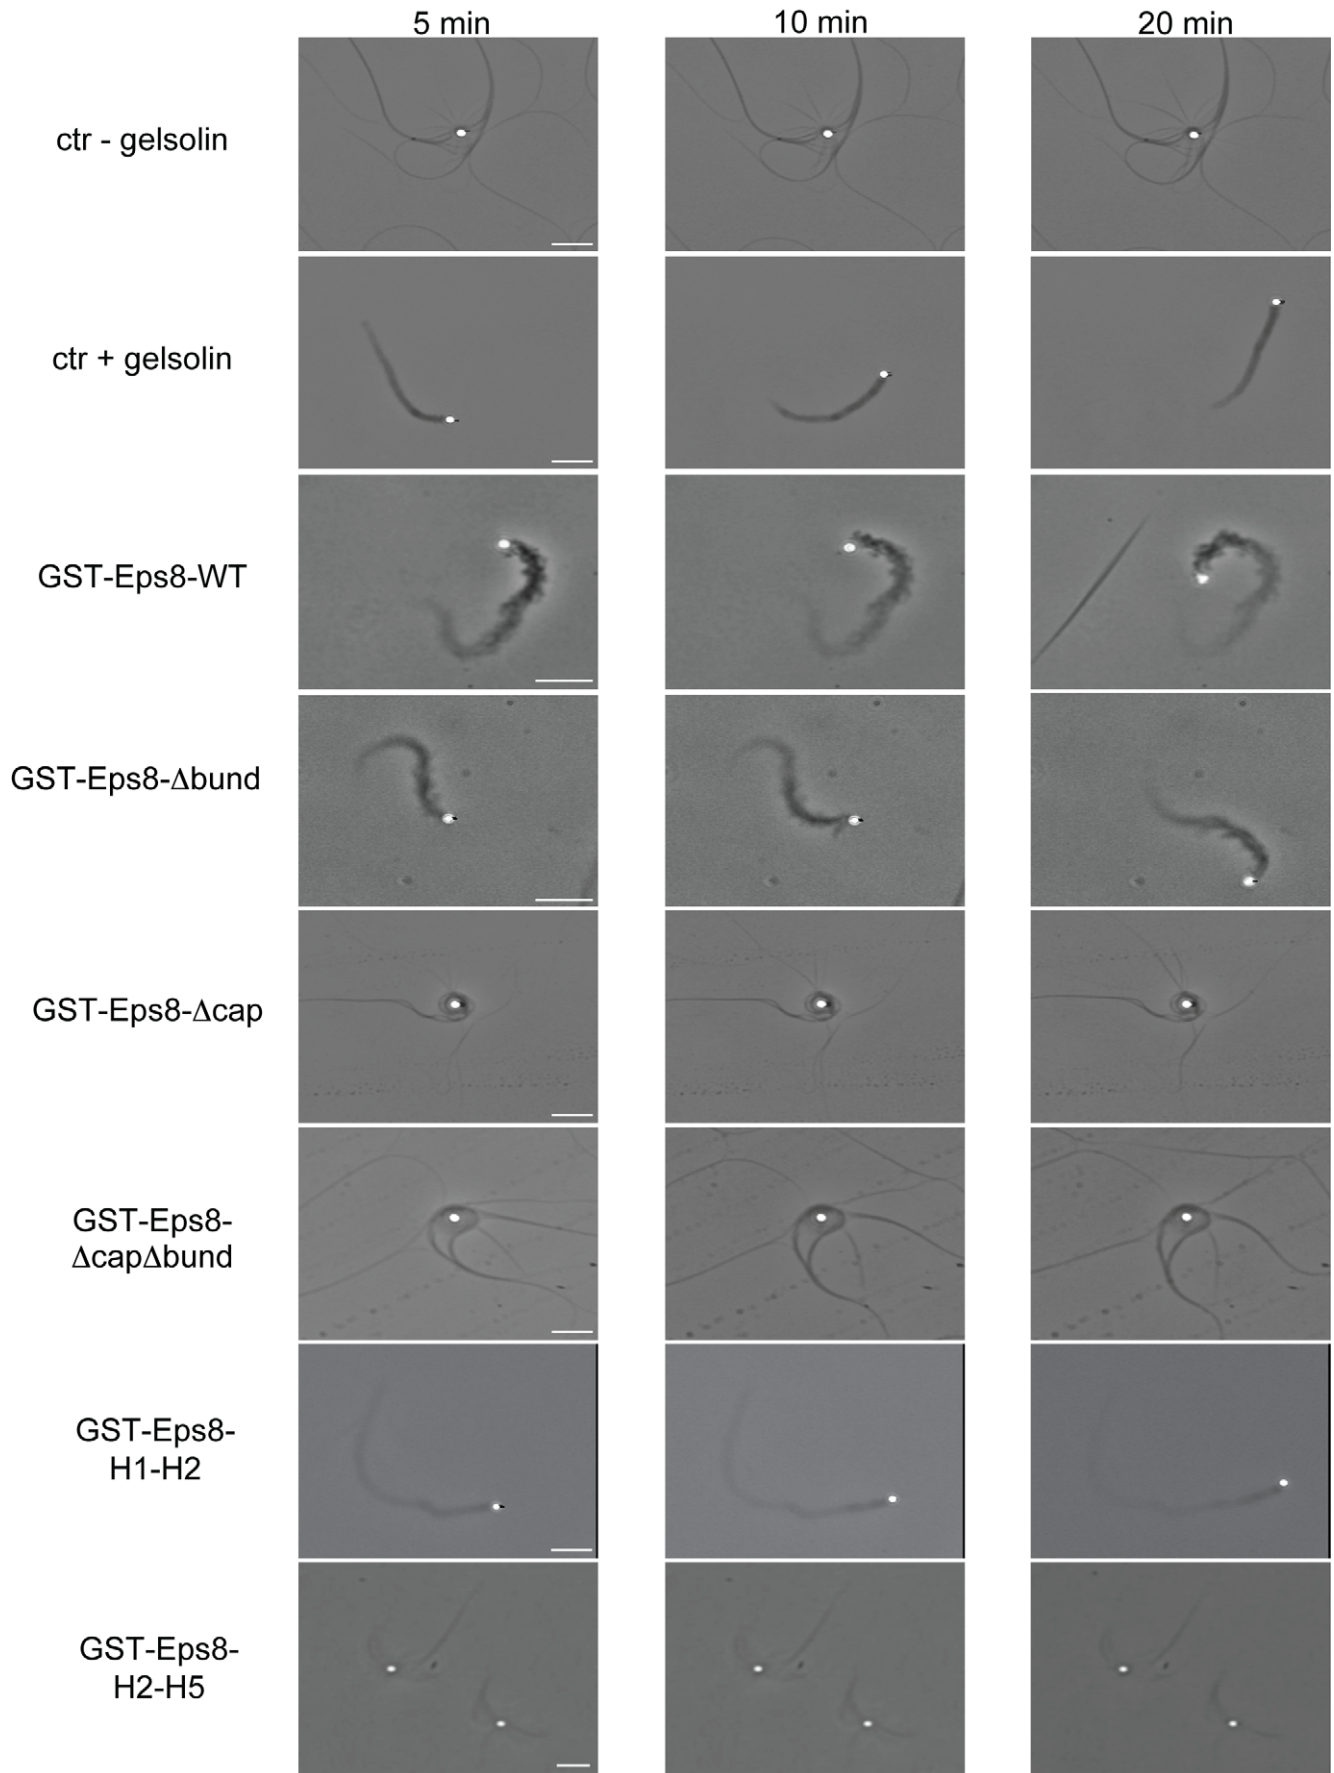 5 min 10 min 20 min
ctr - gelsolin
ctr + gelsolin
GST-Eps8-WT
GST-Eps8-Δbund
GST-Eps8-Δcap
GST-Eps8-
ΔcapΔbund
GST-Eps8-
H1-H2
GST-Eps8-
H2-H5